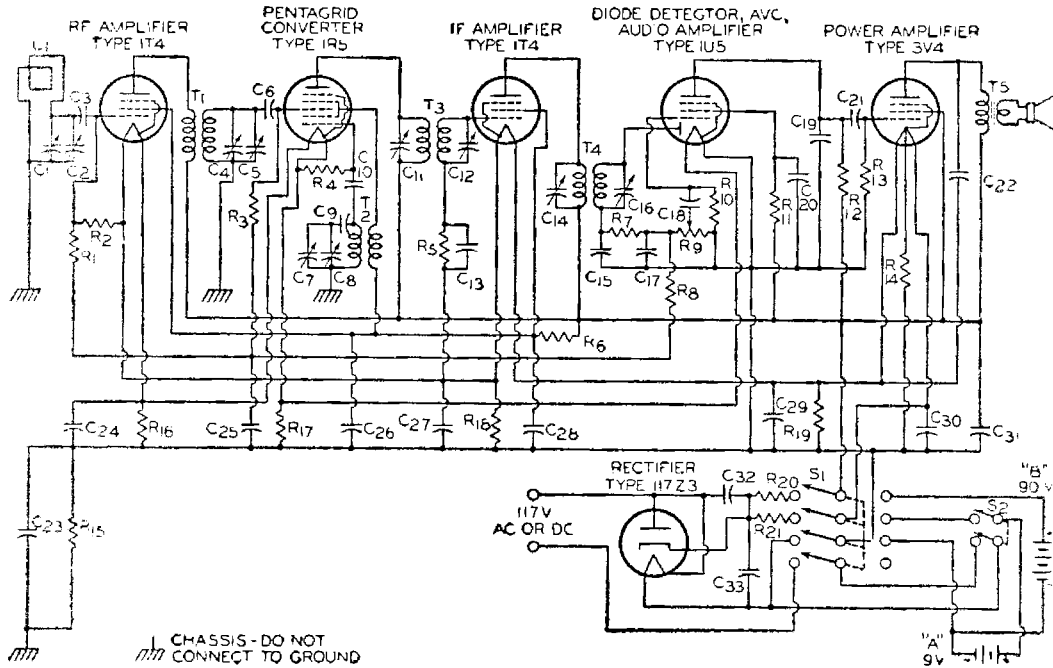 RF AMPLIFIER
TYPE 1T4
PENTAGRID
CONVERTER
TYPE 1R5
IF AMPLIFIER
TYPE 1T4
DIODE DETECTOR, AVC,
AUDIO AMPLIFIER
TYPE 1U5
POWER AMPLIFIER
TYPE 3V4
C3
T1
C6
T3
T4
C19
C21
T5
C1
C2
C4
C5
R4
C10
C11
C12
C14
C16
C18
R10
R11
C20
R12
R13
C22
R2
R1
R3
C9
T2
C7
C8
R5
C13
C15
R7
C17
R9
R8
R14
R6
C24
R16
C25
R17
C26
C27
R18
C28
C29
R19
C30
C31
C23
R15
117V
AC OR DC
RECTIFIER
TYPE 117Z3
C32
R20
R21
C33
S1
S2
"B"
90 V
"A"
9V
CHASSIS - DO NOT
CONNECT TO GROUND